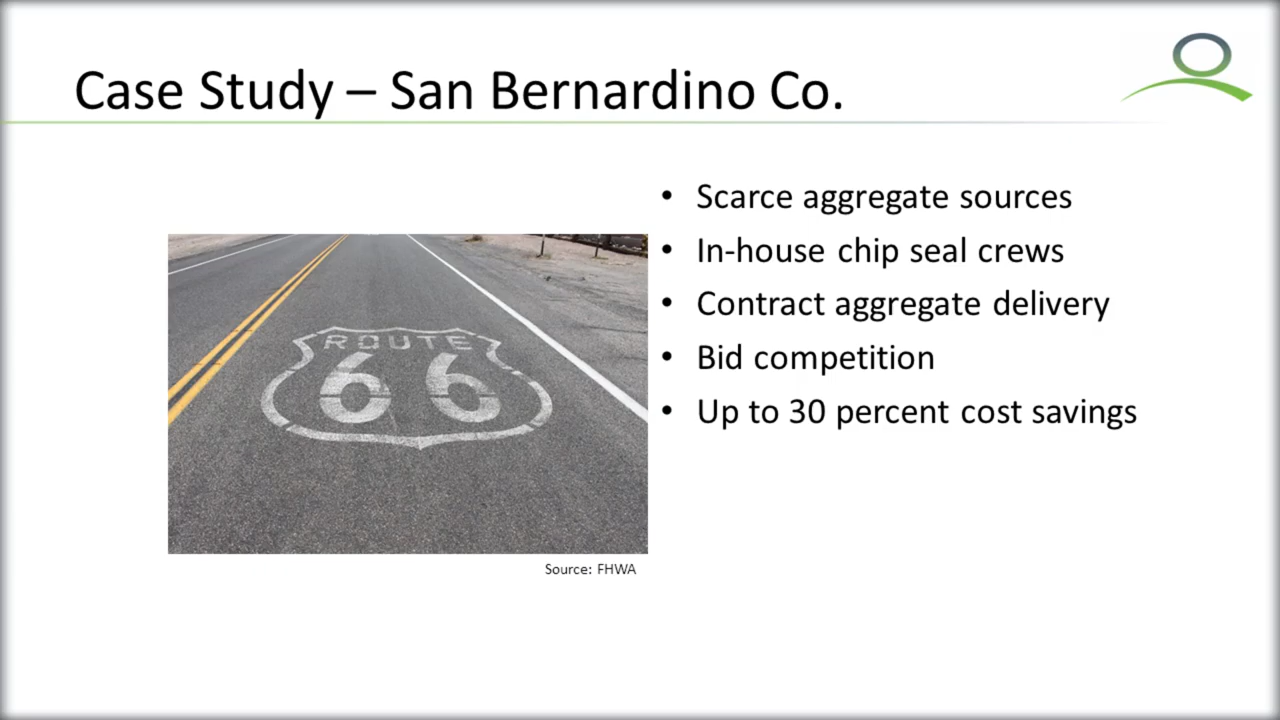 Case Study – San Bernardino Co.
• Scarce aggregate sources
• In-house chip seal crews
• Contract aggregate delivery
• Bid competition
• Up to 30 percent cost savings
ROUTE
66
Source: FHWA